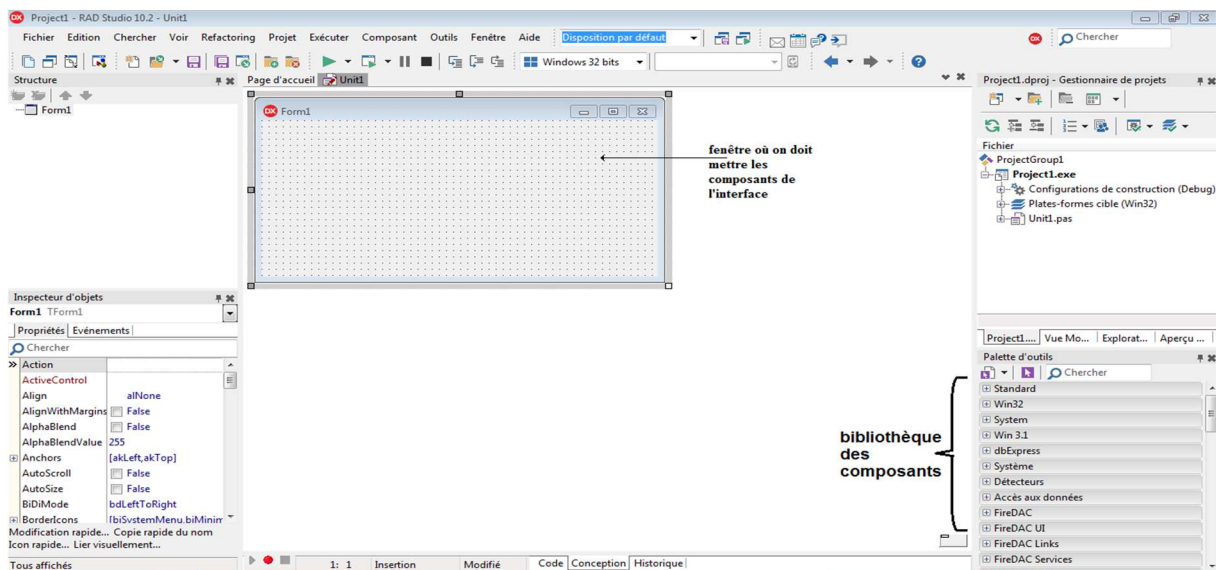 Project1 - RAD Studio 10.2 - Unit1
Fichier Edition Chercher Voir Refactoring Projet Exécuter Composant Outils Fenêtre Aide Disposition par défaut Chercher
Windows 32 bits
Structure
Form1
Page d'accueil Unit1
Form1
fenêtre où on doit
mettre les
composants de
l'interface
Project1.dproj - Gestionnaire de projets
Fichier
ProjectGroup1
Project1.exe
Configurations de construction (Debug)
Plates-formes cible (Win32)
Unit1.pas
Inspecteur d'objets
Form1 TForm1
Propriétés Evénements
Chercher
Action
ActiveControl
Align alNone
AlignWithMargins False
AlphaBlend False
AlphaBlendValue 255
Anchors [akLeft,akTop]
AutoScroll False
AutoSize False
BiDiMode bdLeftToRight
BorderIcons [biSystemMenu,biMinim
Modification rapide... Copie rapide du nom
Icon rapide... Lier visuellement...
Tous affichés
Project1.... Vue Mo... Explorat... Aperçu ...
Palette d'outils
Chercher
Standard
Win32
System
Win 3.1
dbExpress
Système
Détecteurs
Accès aux données
FireDAC
FireDAC UI
FireDAC Links
FireDAC Services
bibliothèque
des
composants
1: 1 Insertion Modifié Code Conception Historique